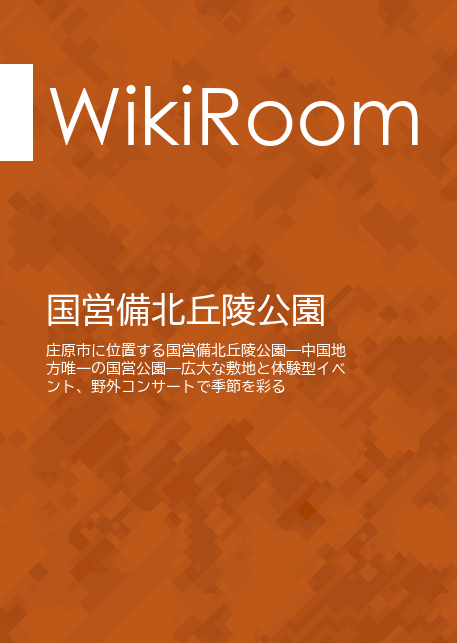 WikiRoom
国営備北丘陵公園
庄原市に位置する国営備北丘陵公園—中国地
方唯一の国営公園—広大な敷地と体験型イベ
ント、野外コンサートで季節を彩る